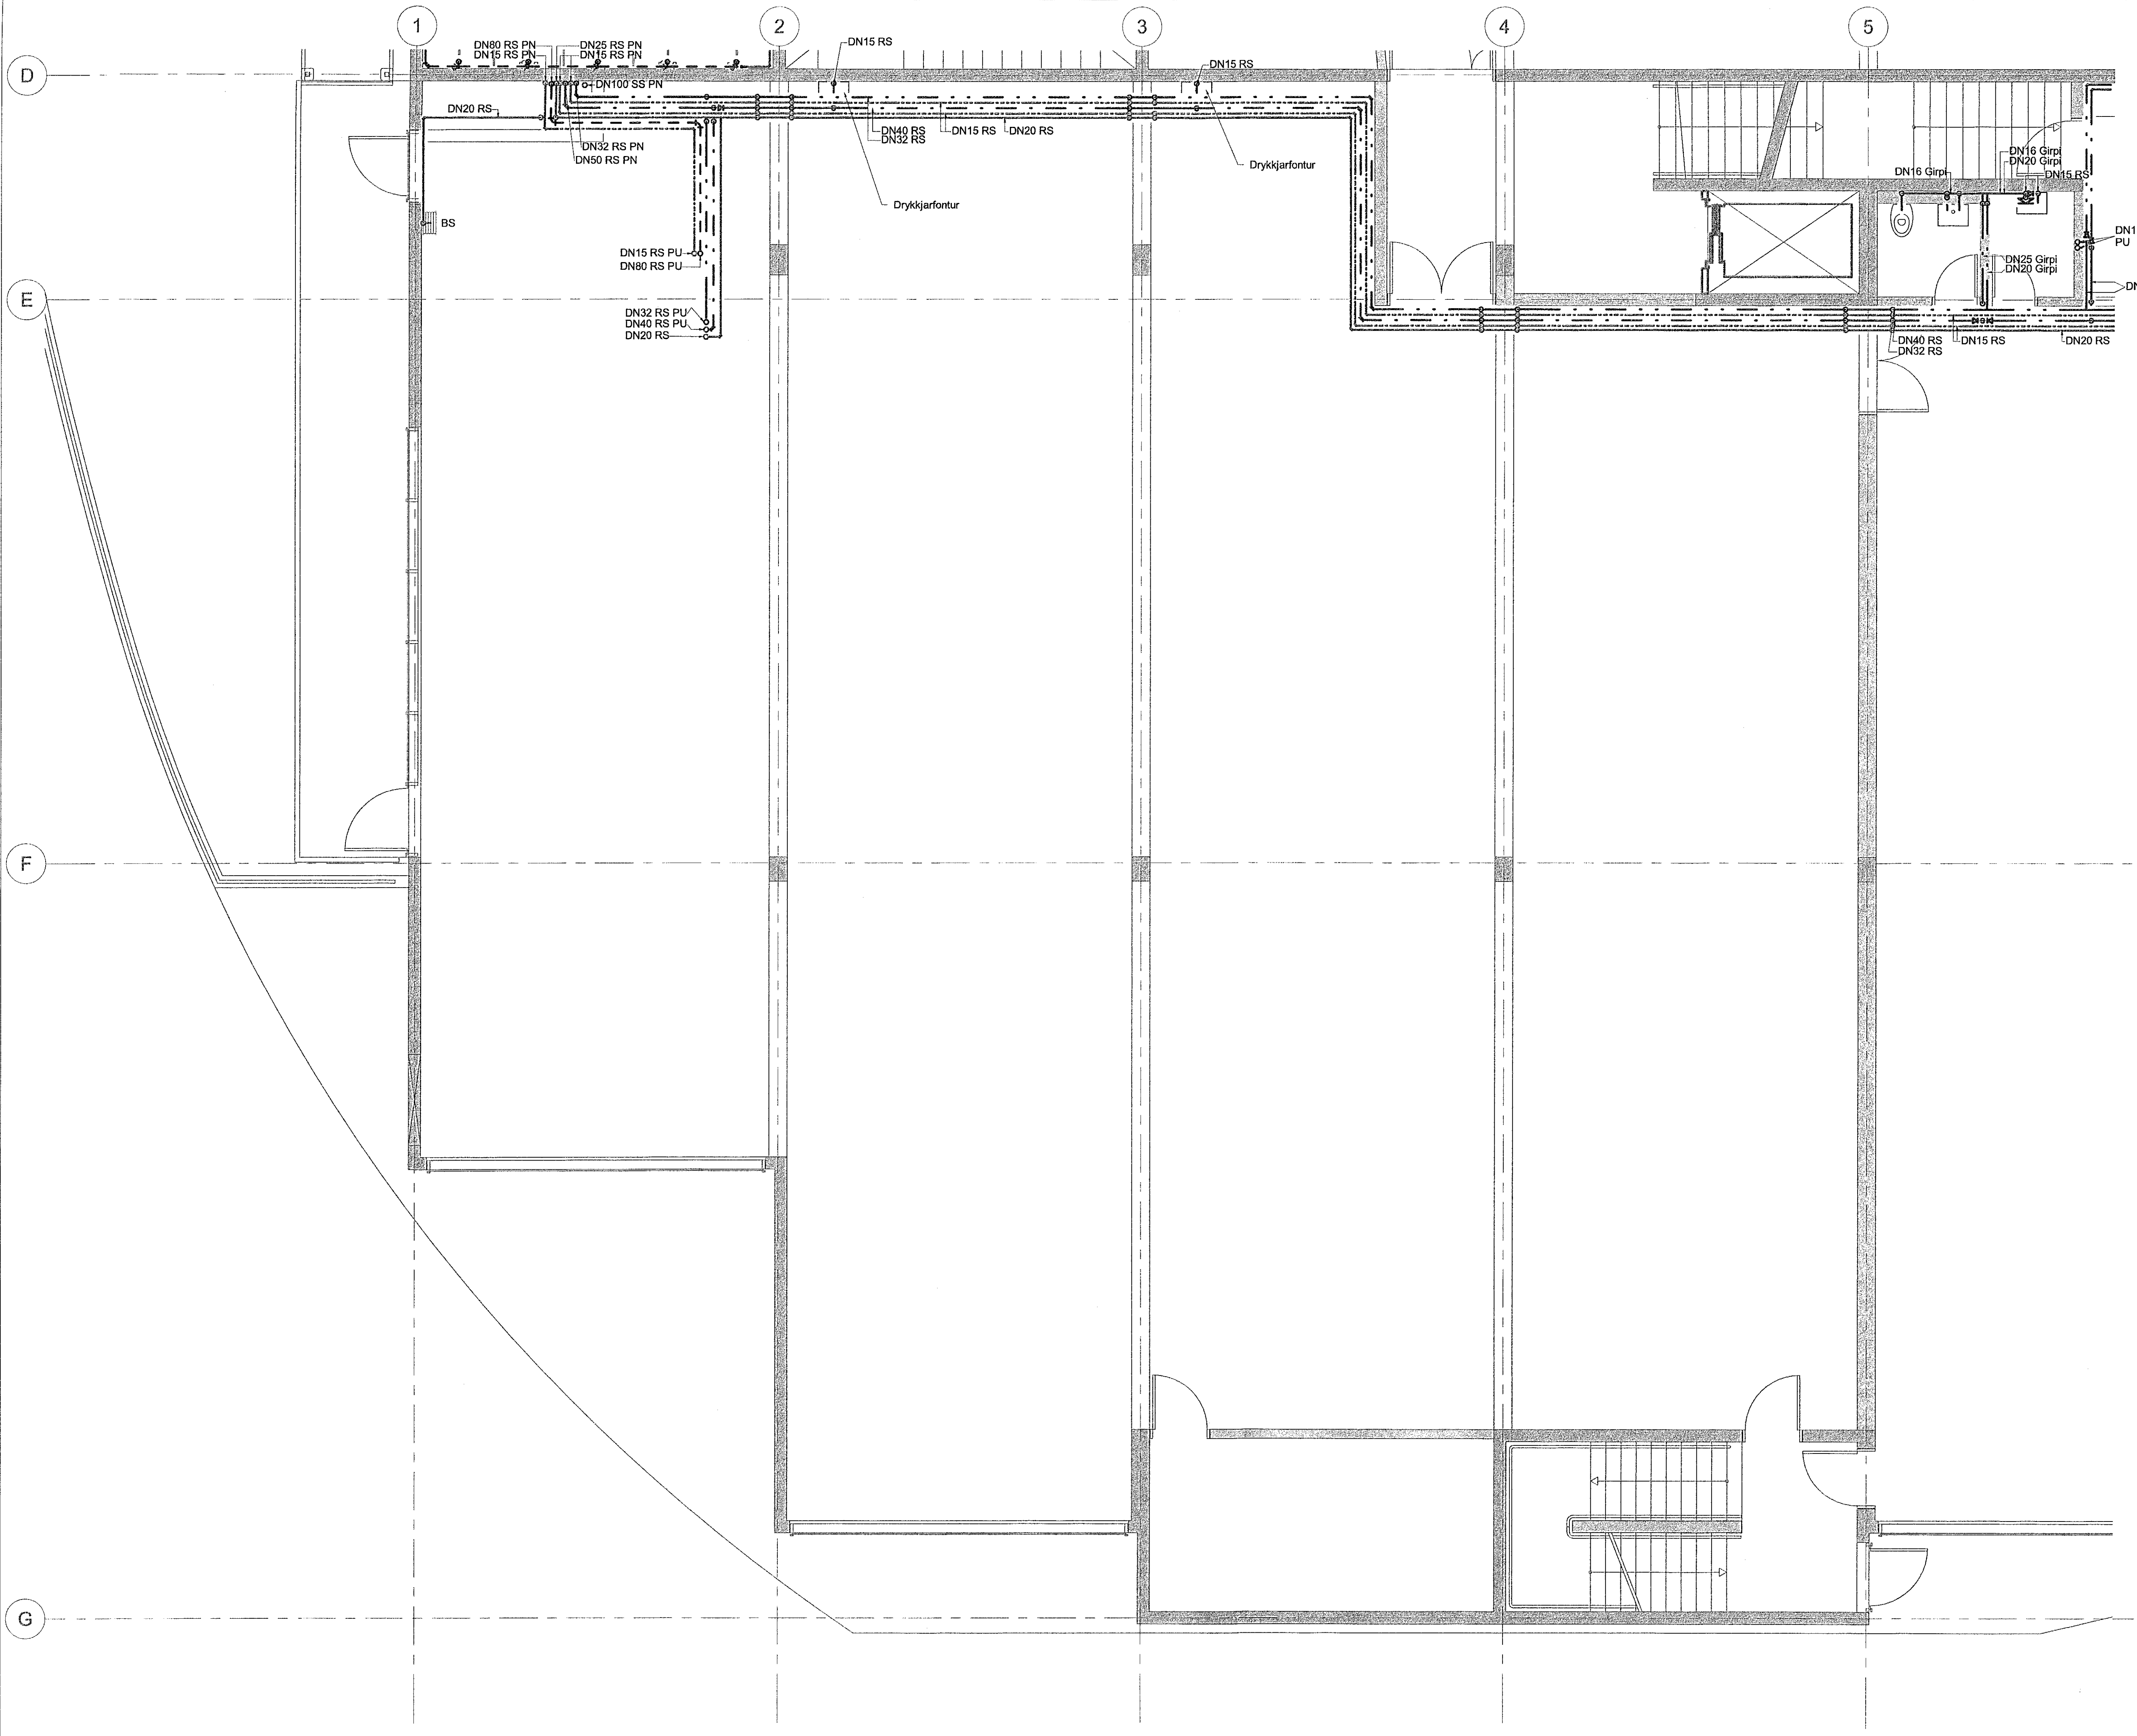 1
2
3
4
5
D
DN80 RS PN
DN15 RS PN
DN25 RS PN
DN15 RS PN
DN100 SS PN
DN15 RS
DN15 RS
DN20 RS
DN32 RS PN
DN50 RS PN
DN40 RS
DN32 RS
DN15 RS
DN20 RS
Drykkjarfontur
Drykkjarfontur
DN16 Girpi
DN20 Girpi
DN16 Girpi
DN15 RS
BS
DN15 RS PU
DN80 RS PU
DN1
PU
DN25 Girpi
DN20 Girpi
DN
E
DN32 RS PU
DN40 RS PU
DN20 RS
DN40 RS
DN32 RS
DN15 RS
DN20 RS
F
G